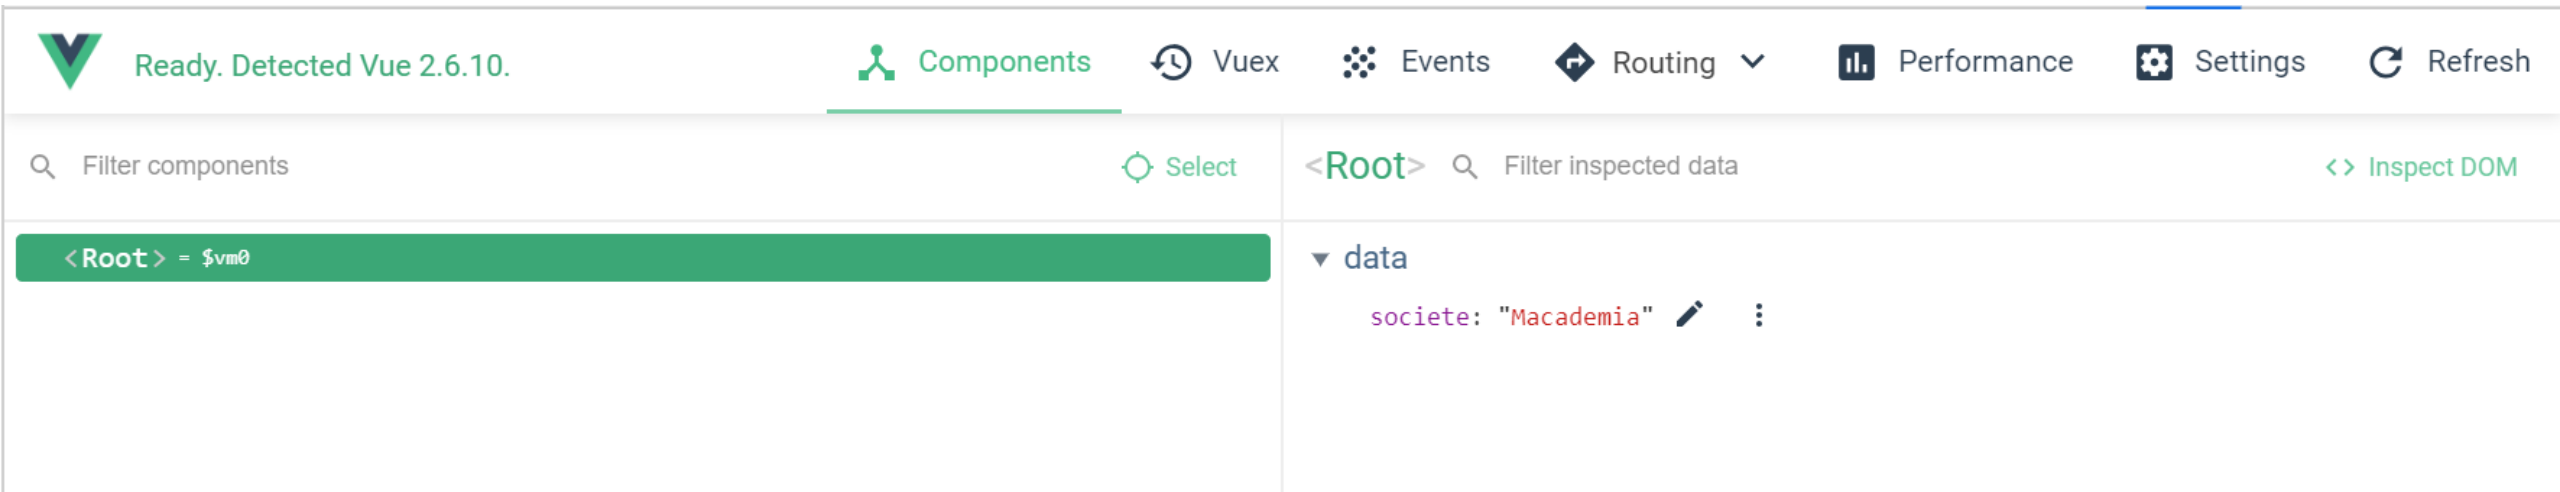 Ready. Detected Vue 2.6.10.
Components
Vuex
Events
Routing
Performance
Settings
Refresh
Filter components
Select
<Root>
Filter inspected data
<> Inspect DOM
<Root> = $vm0
data
societe: "Macademia"